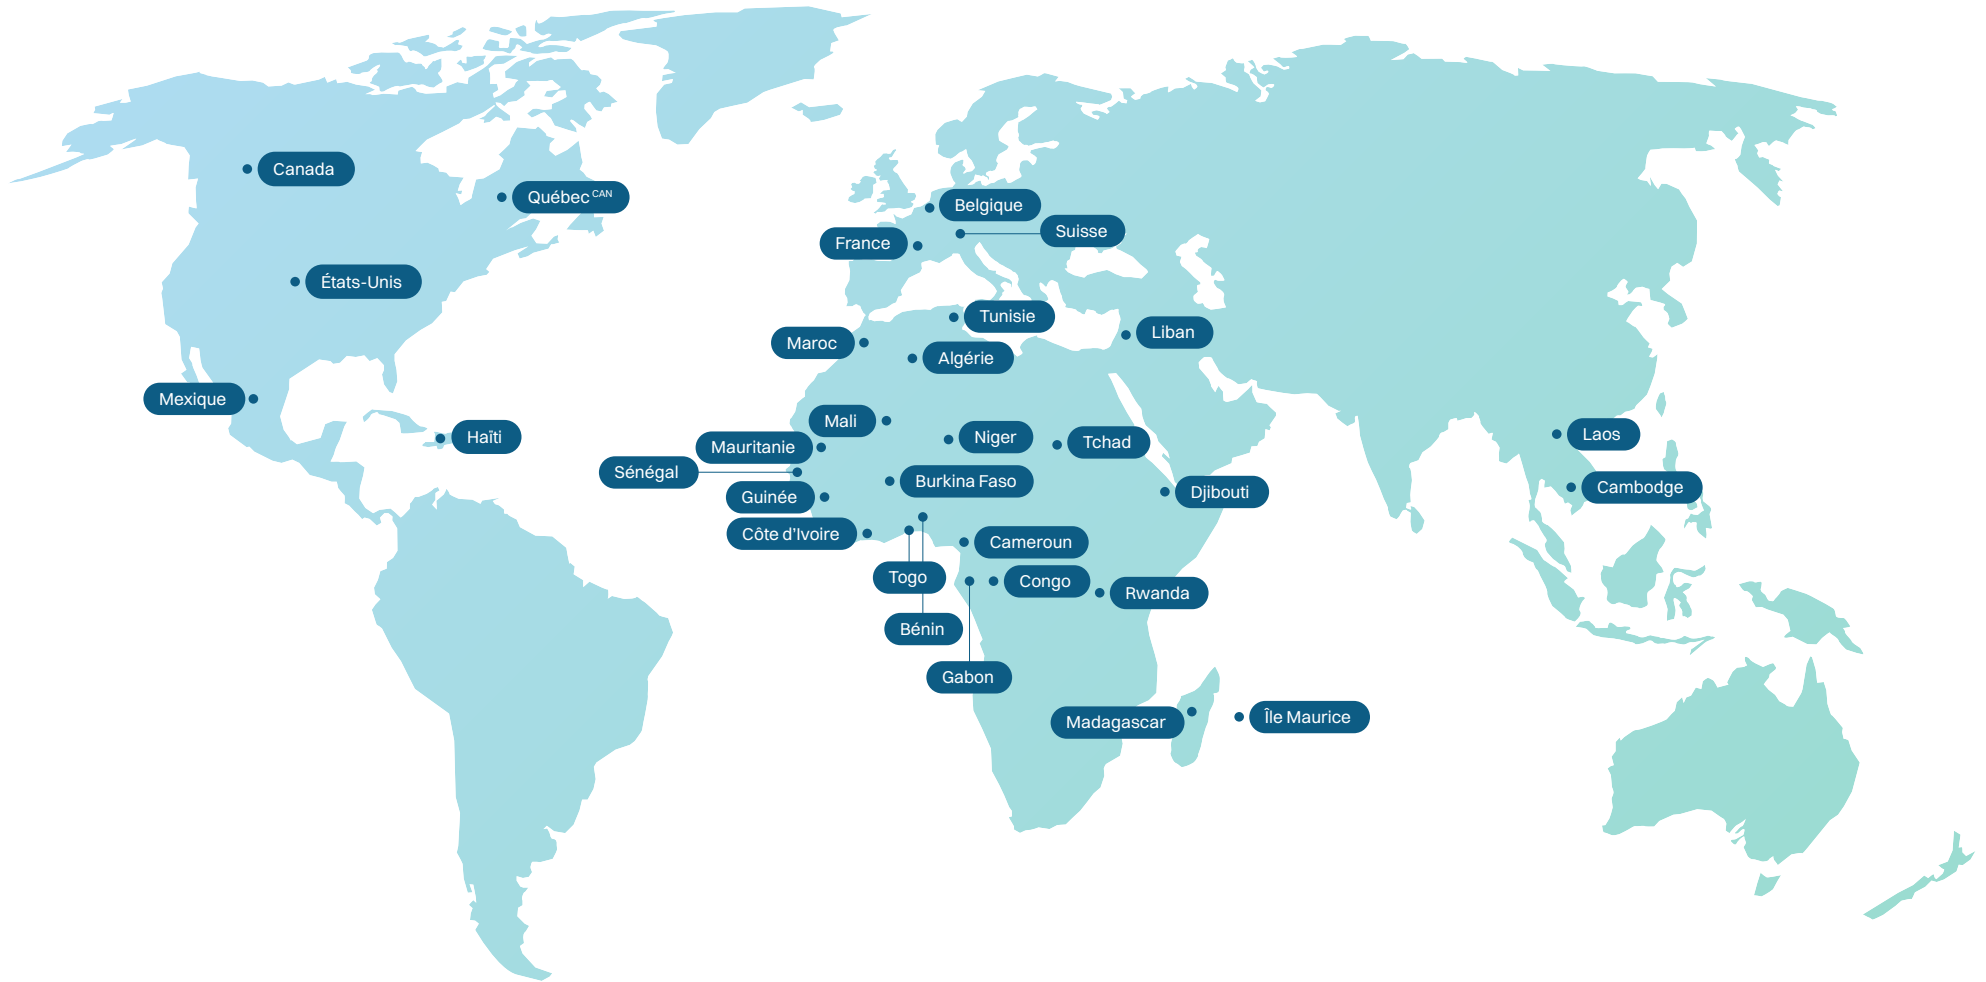 Canada
Québec CAN
Belgique
Suisse
France
États-Unis
Tunisie
Liban
Maroc
Algérie
Mexique
Mali
Haïti
Niger
Tchad
Laos
Mauritanie
Sénégal
Burkina Faso
Cambodge
Djibouti
Guinée
Côte d'Ivoire
Cameroun
Togo
Congo
Rwanda
Bénin
Gabon
Madagascar
Île Maurice